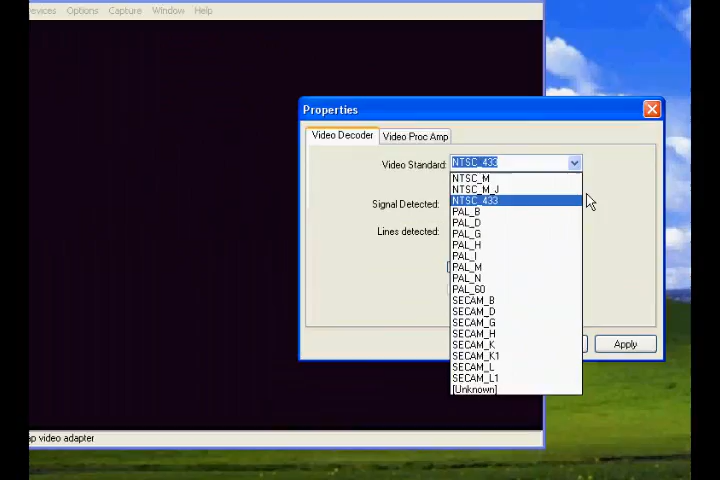 evices Options Capture Window Help
Properties
Video Decoder Video Proc Amp
Video Standard: NTSC_433
NTSC_M
NTSC_M_J
NTSC_433
Signal Detected:
PAL_B
PAL_D
Lines detected:
PAL_G
PAL_H
PAL_I
PAL_M
PAL_N
PAL_60
SECAM_B
SECAM_D
SECAM_G
SECAM_H
SECAM_K
Apply
SECAM_K1
SECAM_L
SECAM_L1
[Unknown]
ap video adapter